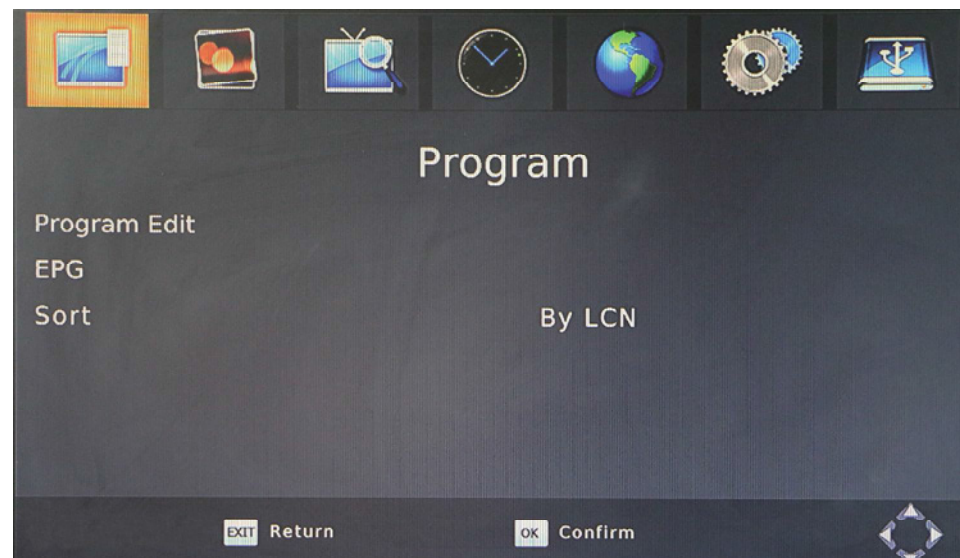 Program
Program Edit
EPG
Sort By LCN
EXIT Return OK Confirm